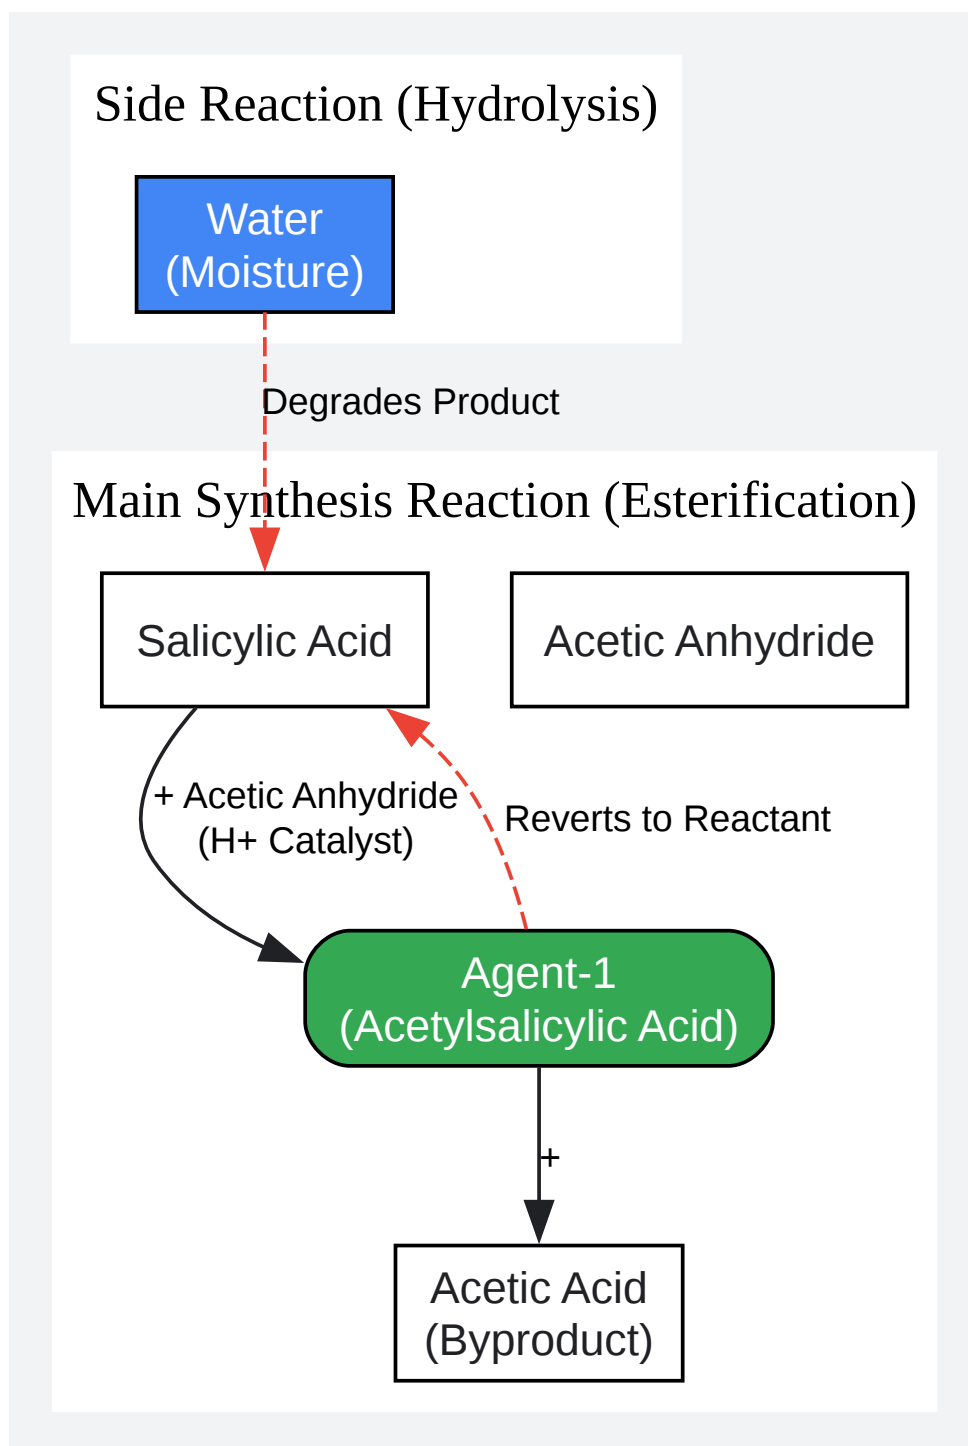 Side Reaction (Hydrolysis)
Water
(Moisture)
Degrades Product
Main Synthesis Reaction (Esterification)
Salicylic Acid
Acetic Anhydride
+ Acetic Anhydride
(H+ Catalyst)
Reverts to Reactant
Agent-1
(Acetylsalicylic Acid)
+
Acetic Acid
(Byproduct)